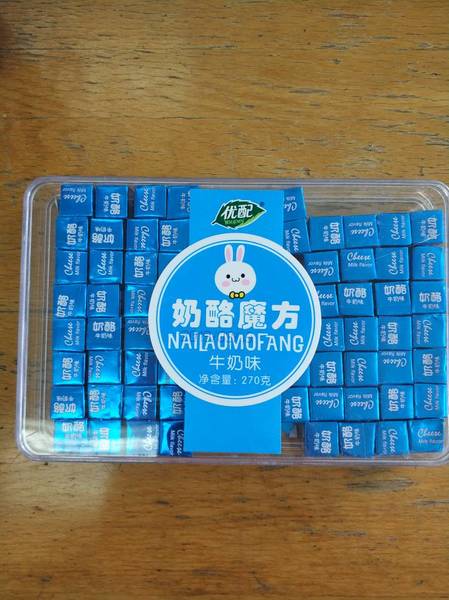 优配
奶酪魔方
NAILAOMOFANG
牛奶味
净含量:270克
奶酪
牛奶味
Cheese
Milk Flavor